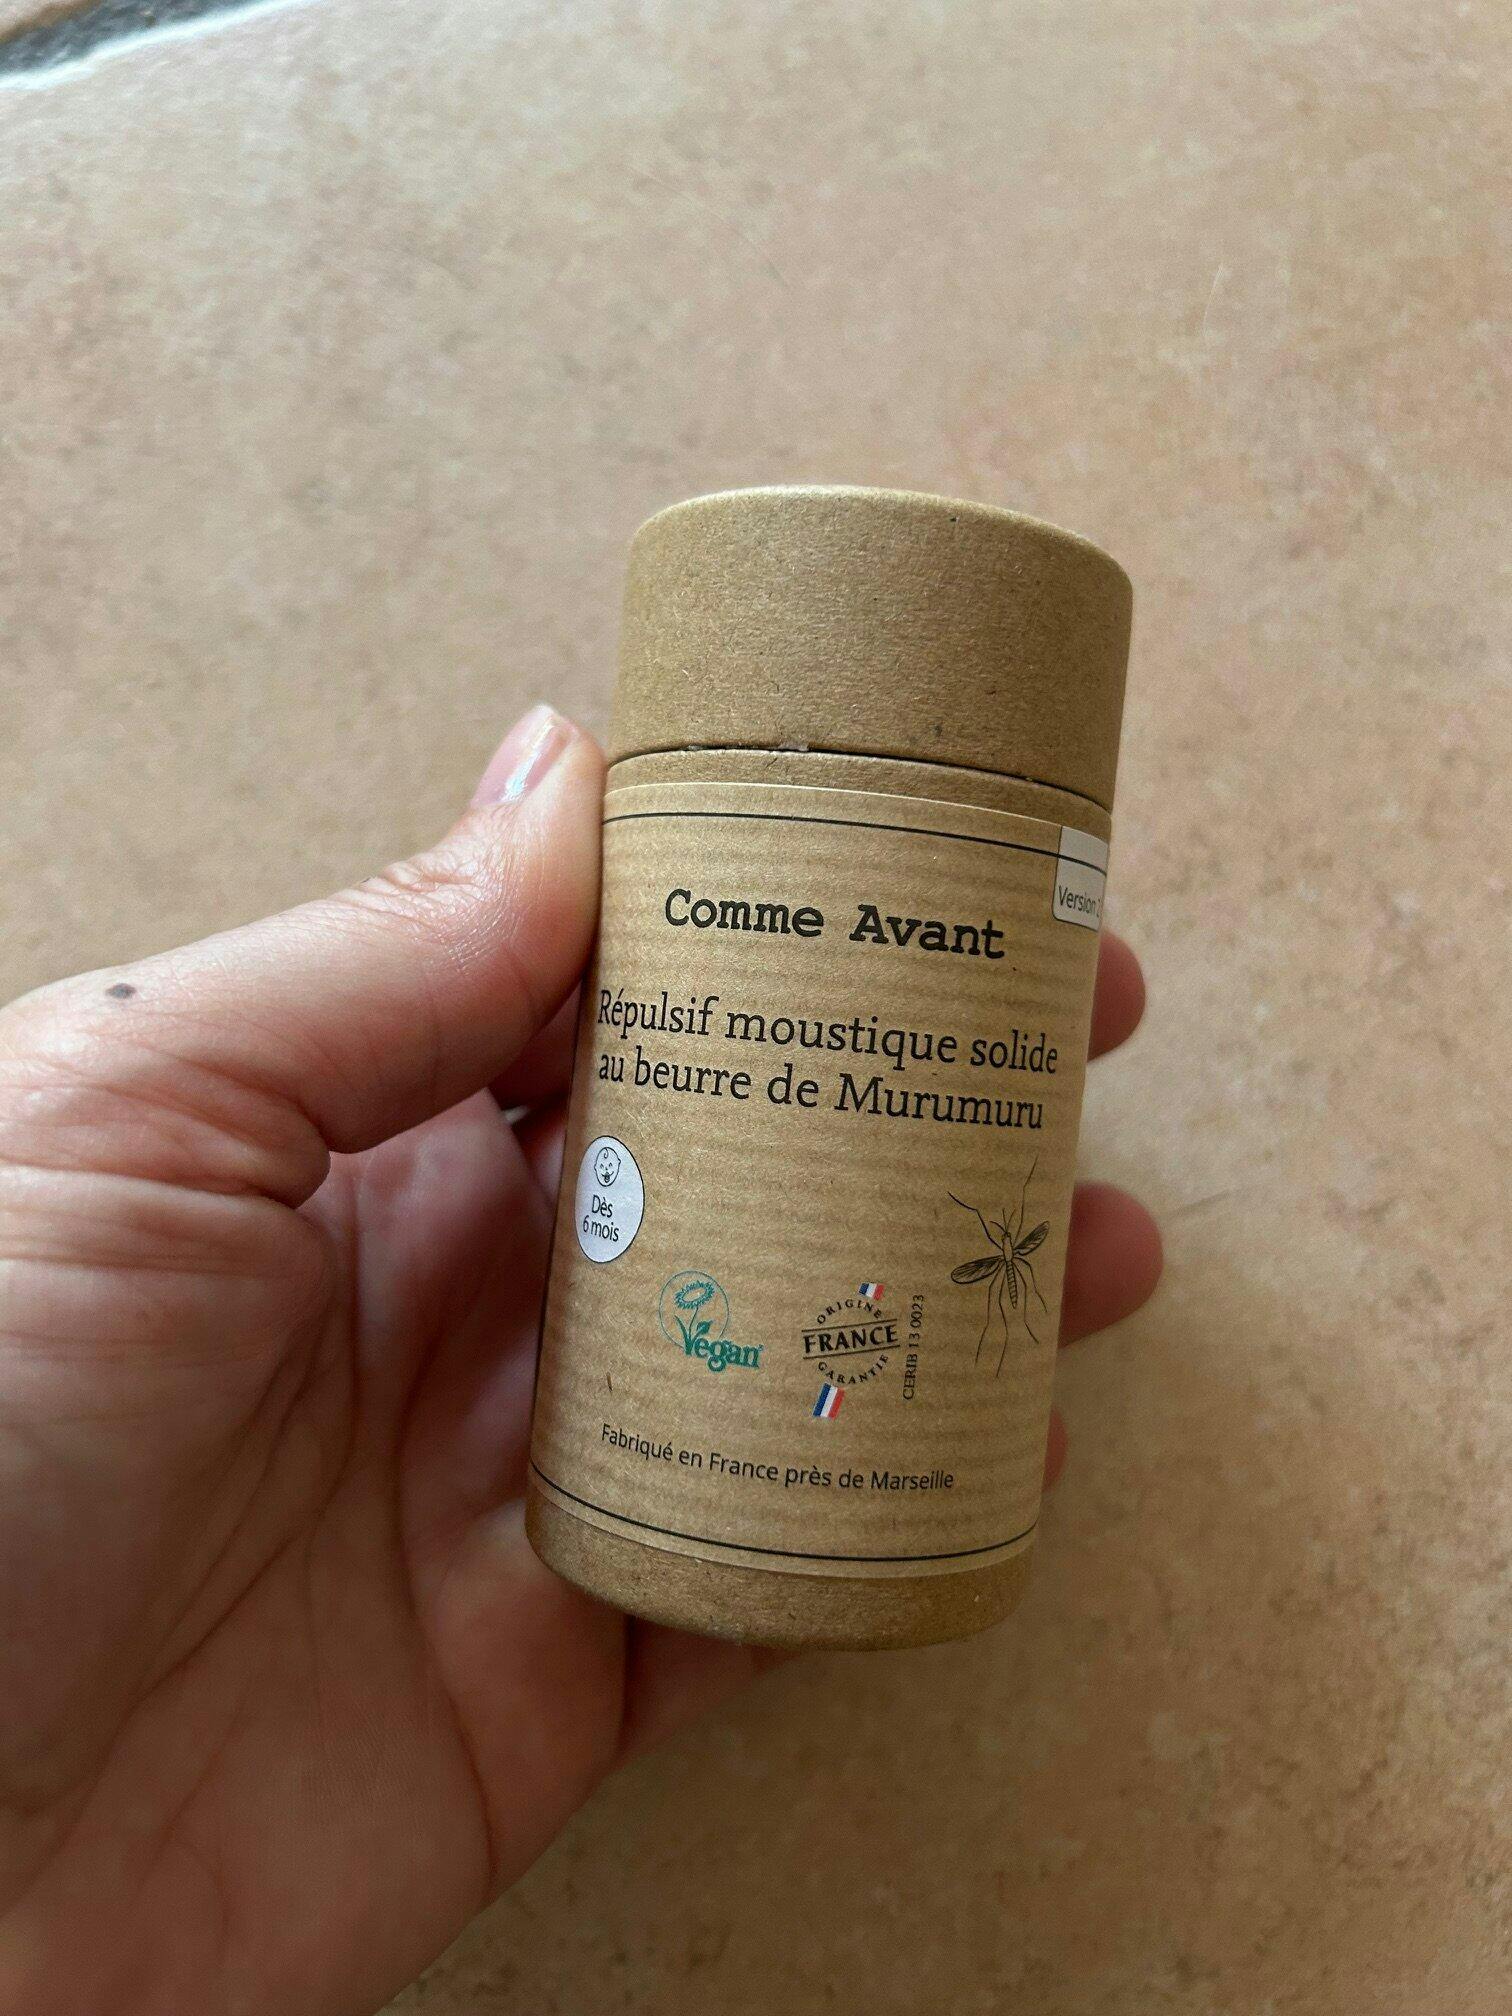 Comme Avant
Version
Répulsif moustique solide
au beurre de Murumuru
Dès
6 mois
Vegan
ORIGINE
FRANCE
GARANTIE
CERIB 13 0023
Fabriqué en France près de Marseille